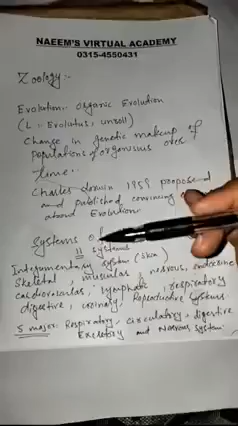 NAEEM'S VIRTUAL ACADEMY
0315-4550431
Zoology:-
Evolution:- Organic Evolution
(L - Evolutus, unroll)
Change in genetic makeup of
populations of organisms over
time.
Charles Darwin 1859 proposed
and published convincing
about Evolution.
Systems of
11 systems
Integumentary system (skin)
Skeletal, muscular, nervous, endocrine
cardiovascular, lymphatic, respiratory
digestive, urinary, Reproductive Systems.
5 major: Respiratory, circulatory, digestive
Excretory and Nervous system.